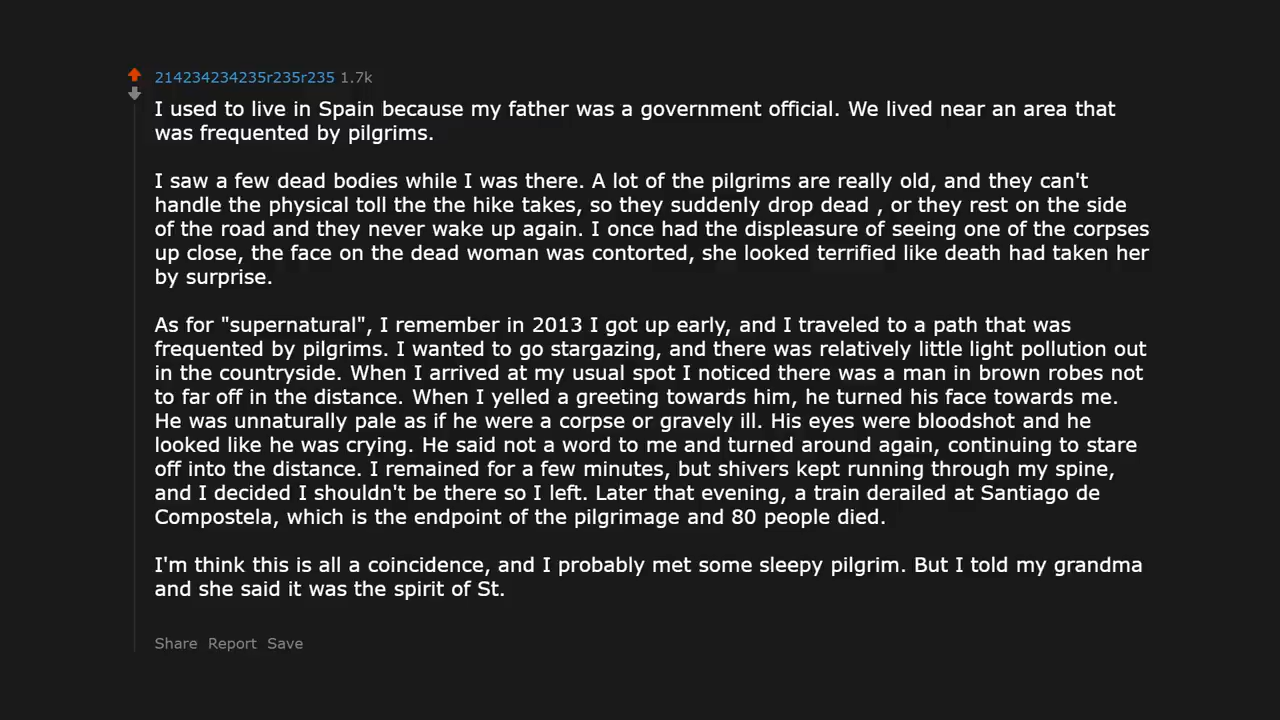 214234234235r235r235 1.7k
I used to live in Spain because my father was a government official. We lived near an area that
was frequented by pilgrims.
I saw a few dead bodies while I was there. A lot of the pilgrims are really old, and they can't
handle the physical toll the the hike takes, so they suddenly drop dead , or they rest on the side
of the road and they never wake up again. I once had the displeasure of seeing one of the corpses
up close, the face on the dead woman was contorted, she looked terrified like death had taken her
by surprise.
As for "supernatural", I remember in 2013 I got up early, and I traveled to a path that was
frequented by pilgrims. I wanted to go stargazing, and there was relatively little light pollution out
in the countryside. When I arrived at my usual spot I noticed there was a man in brown robes not
to far off in the distance. When I yelled a greeting towards him, he turned his face towards me.
He was unnaturally pale as if he were a corpse or gravely ill. His eyes were bloodshot and he
looked like he was crying. He said not a word to me and turned around again, continuing to stare
off into the distance. I remained for a few minutes, but shivers kept running through my spine,
and I decided I shouldn't be there so I left. Later that evening, a train derailed at Santiago de
Compostela, which is the endpoint of the pilgrimage and 80 people died.
I'm think this is all a coincidence, and I probably met some sleepy pilgrim. But I told my grandma
and she said it was the spirit of St.
Share Report Save